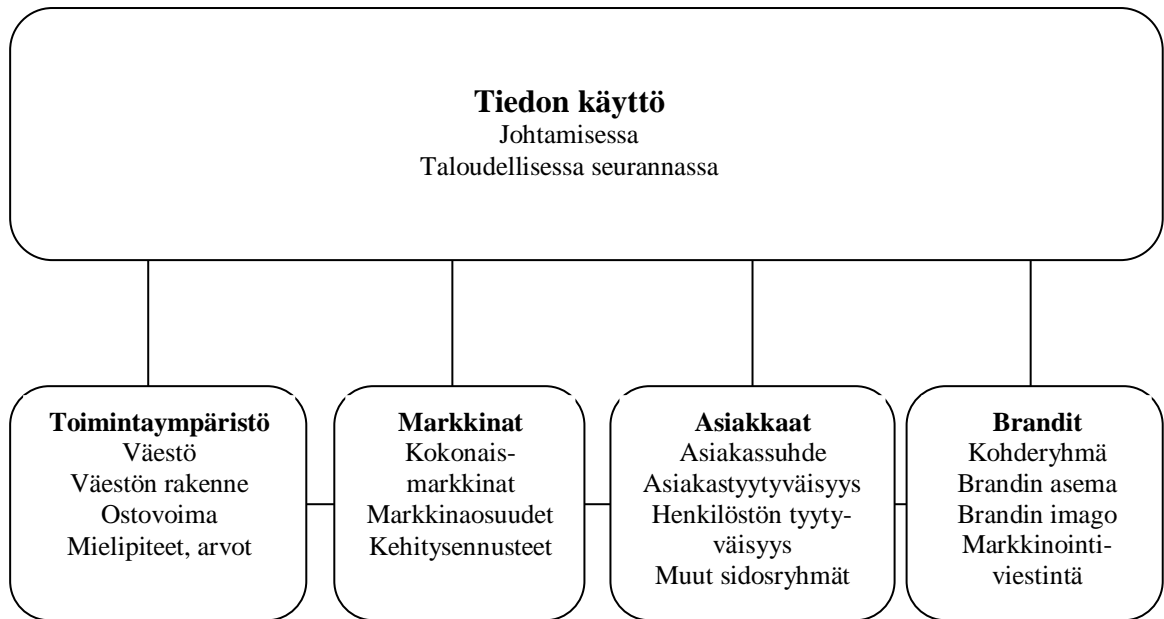 Tiedon käyttö
Johtamisessa
Taloudellisessa seurannassa
Toimintaympäristö
Väestö
Väestön rakenne
Ostovoima
Mielipiteet, arvot
Markkinat
Kokonais-
markkinat
Markkinaosuudet
Kehitysennusteet
Asiakkaat
Asiakassuhde
Asiakastyytyväisyys
Henkilöstön tyyty-
väisyys
Muut sidosryhmät
Brandit
Kohderyhmä
Brandin asema
Brandin imago
Markkinointi-
viestintä